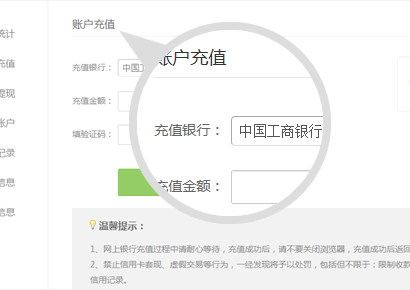 账户充值
统计
充值
提现
账户
记录
信息
信息
充值银行： 中国
充值金额：
填验证码：
账户充值
充值银行： 中国工商银行
充值金额：
温馨提示：
1、网上银行充值过程中请耐心等待，充值成功后，请不要关闭浏览器，充值成功后返回
2、禁止信用卡套现、虚假交易等行为，一经发现将予以处罚，包括但不限于：限制收款
信用记录。